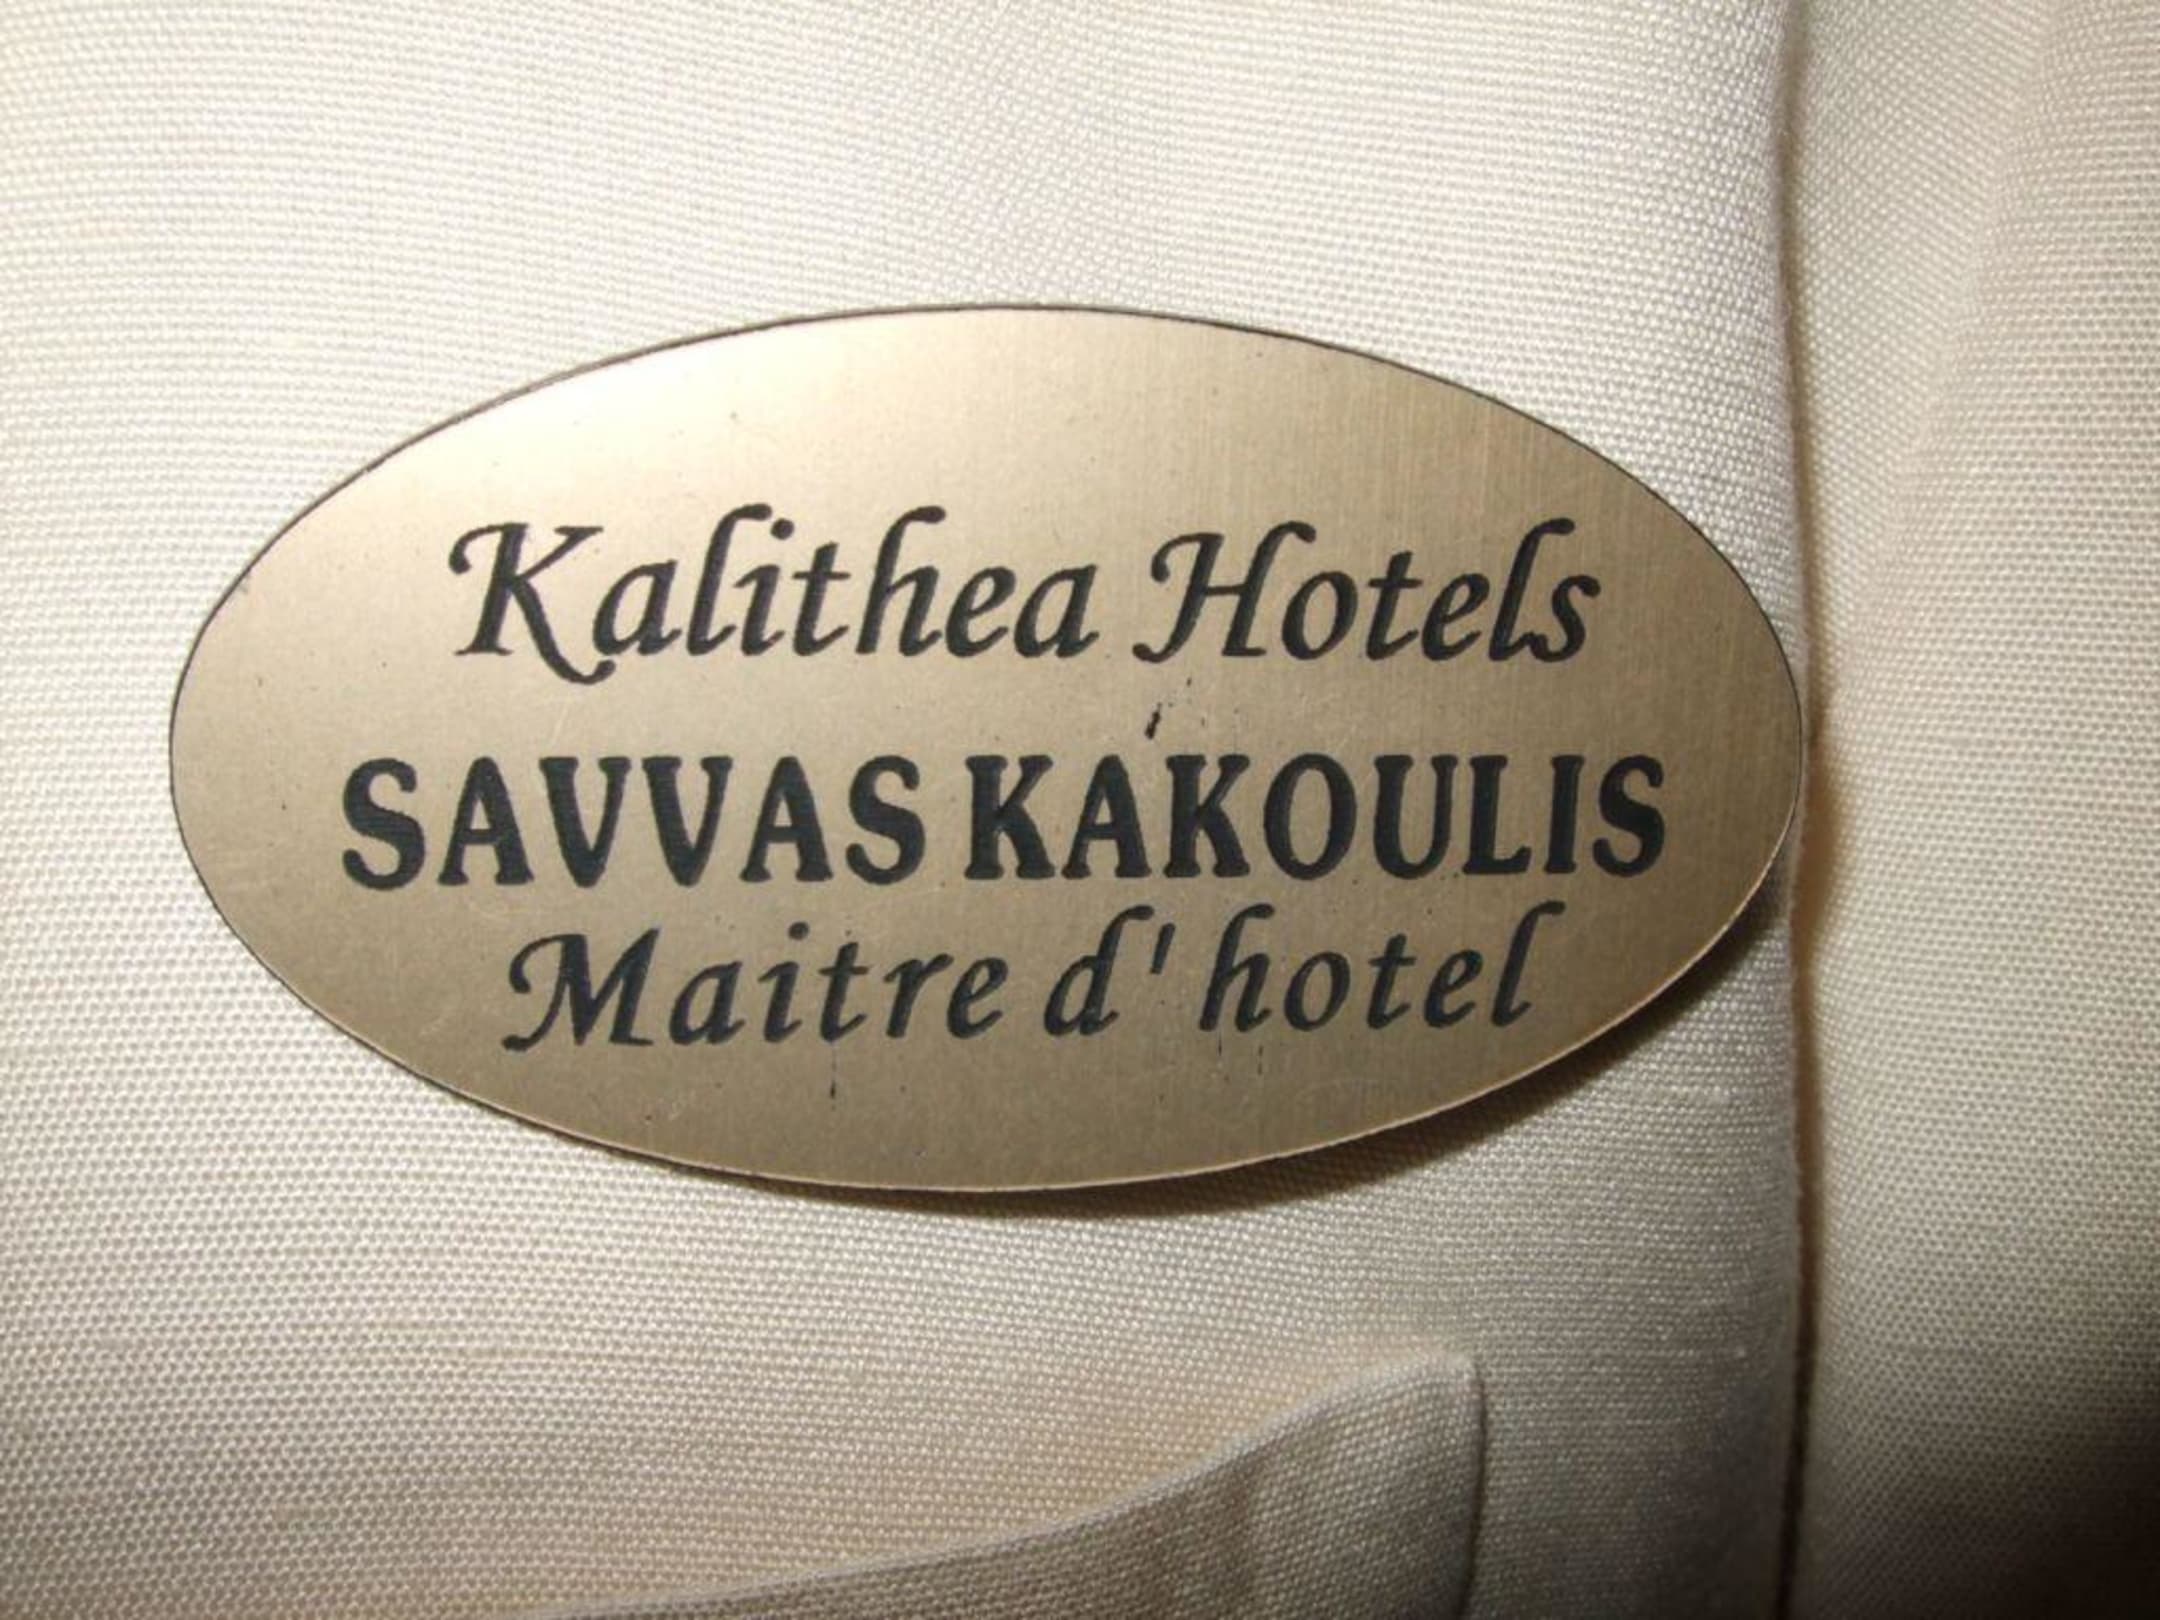 Kalithea Hotels
SAVVAS KAKOULIS
Maitre d' hotel